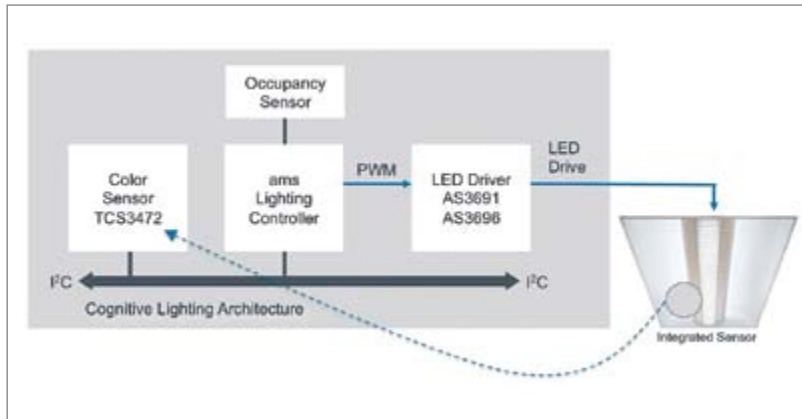 Occupancy
Sensor
Color
Sensor
TCS3472
ams
Lighting
Controller
PWM
LED Driver
AS3691
AS3696
LED
Drive
I²C
I²C
Cognitive Lighting Architecture
Integrated Sensor